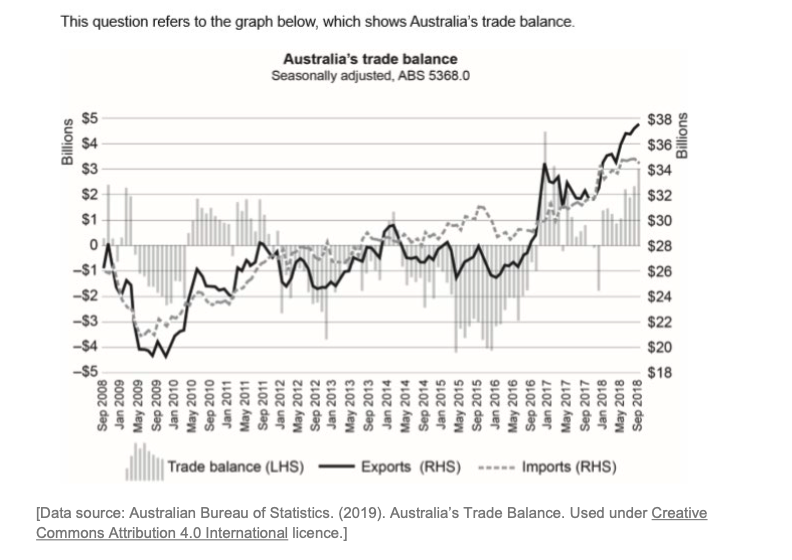 This question refers to the graph below, which shows Australia's trade balance.
Australia's trade balance
Seasonally adjusted, ABS 5368.0
Billions
$5
$4
$3
$2
$1
0
–$1
–$2
–$3
–$4
–$5
$38
$36
$34
$32
$30
$28
$26
$24
$22
$20
$18
Billions
Sep 2008
Jan 2009
May 2009
Sep 2009
Jan 2010
May 2010
Sep 2010
Jan 2011
May 2011
Sep 2011
Jan 2012
May 2012
Sep 2012
Jan 2013
May 2013
Sep 2013
Jan 2014
May 2014
Sep 2014
Jan 2015
May 2015
Sep 2015
Jan 2016
May 2016
Sep 2016
Jan 2017
May 2017
Sep 2017
Jan 2018
May 2018
Sep 2018
Trade balance (LHS)
Exports (RHS)
Imports (RHS)
[Data source: Australian Bureau of Statistics. (2019). Australia's Trade Balance. Used under Creative
Commons Attribution 4.0 International licence.]